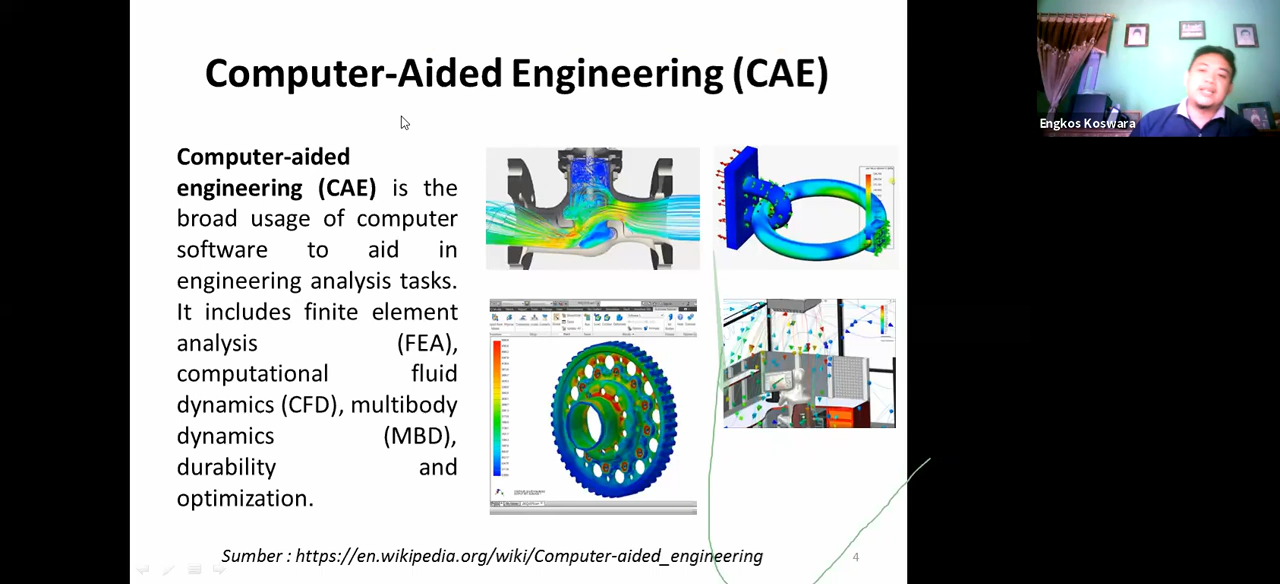 Computer-Aided Engineering (CAE)
Computer-aided
engineering (CAE) is the
broad usage of computer
software to aid in
engineering analysis tasks.
It includes finite element
analysis (FEA),
computational fluid
dynamics (CFD), multibody
dynamics (MBD),
durability and
optimization.
Sumber : https://en.wikipedia.org/wiki/Computer-aided_engineering
4
Engkos Koswara